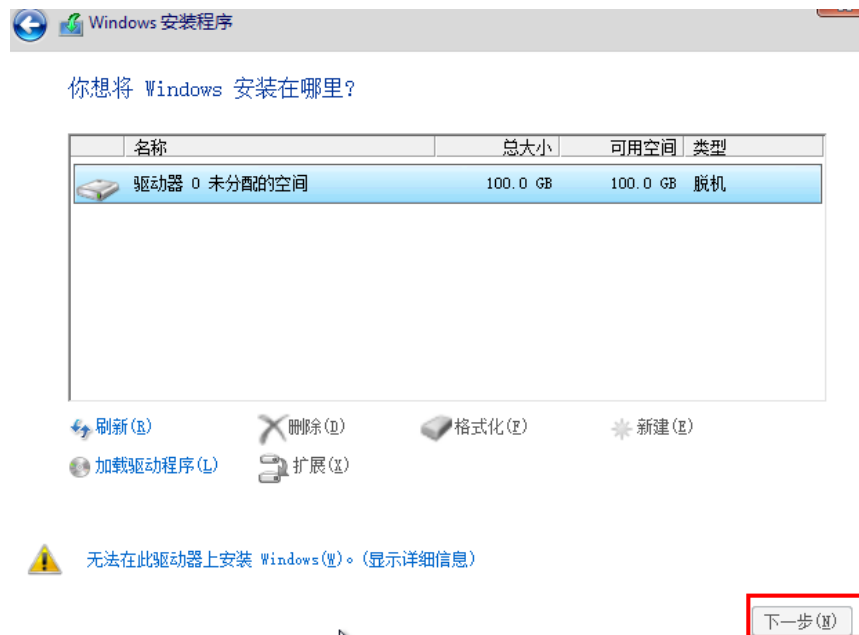 Windows 安装程序
你想将 Windows 安装在哪里?
名称 总大小 可用空间 类型
驱动器 0 未分配的空间 100.0 GB 100.0 GB 脱机
刷新(R) 删除(D) 格式化(F) 新建(E)
加载驱动程序(L) 扩展(X)
无法在此驱动器上安装 Windows(W)。(显示详细信息)
下一步(N)